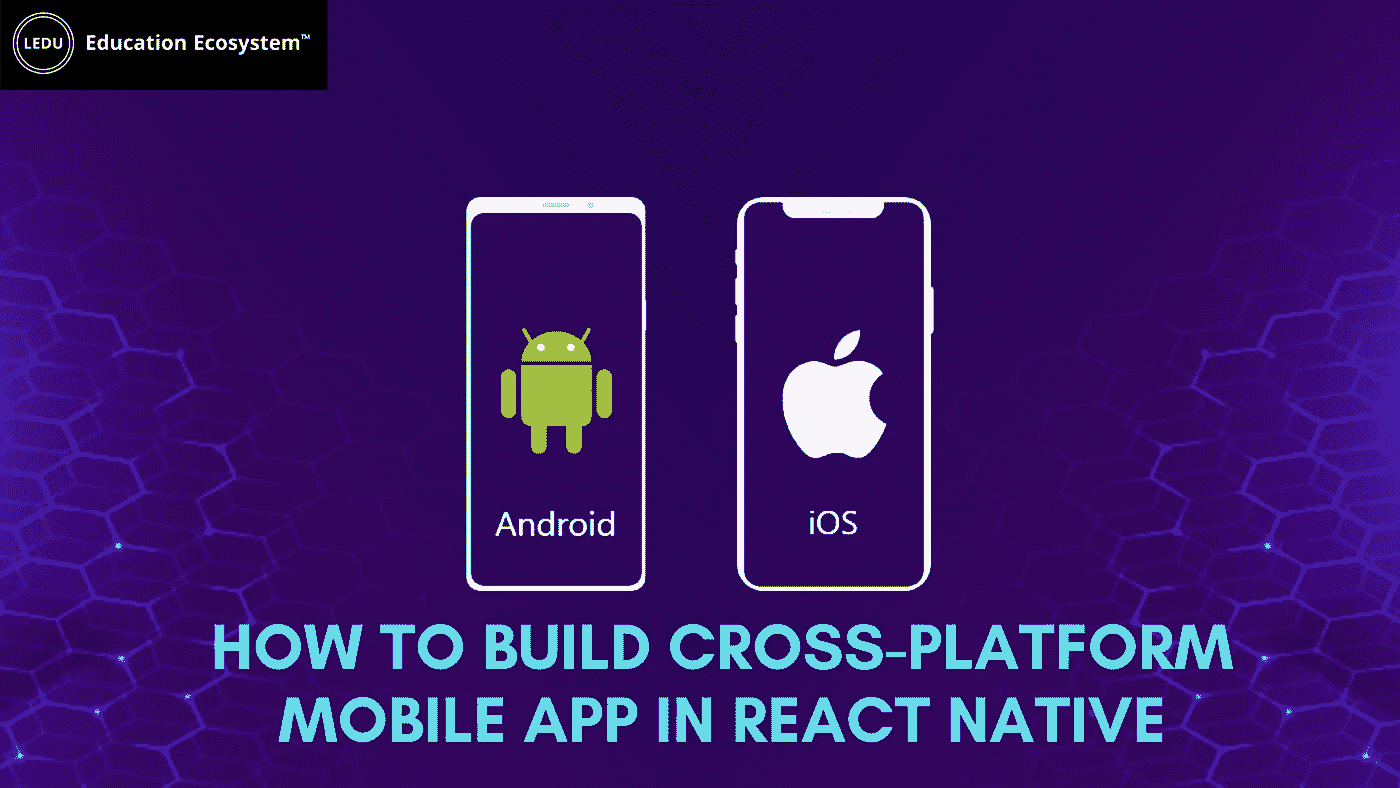 LEDU Education Ecosystem™
Android
iOS
HOW TO BUILD CROSS-PLATFORM
MOBILE APP IN REACT NATIVE